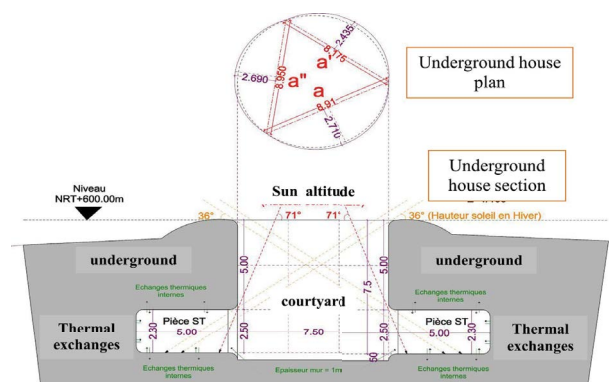 2.435
8.175
a'
a"
a
2.690
8.950
8.91
2.710
Underground house
plan
Underground
house section
Niveau
NRT+600.00m
Sun altitude
36°
71°
71°
36° (Hauteur soleil en Hiver)
underground
underground
5.00
5.00
7.5
Echanges thermiques
internes
Echanges thermiques
internes
courtyard
Thermal
exchanges
Pièce ST
5.00
2.30
2.50
7.50
2.50
Pièce ST
5.00
2.30
Thermal
exchanges
50
Echanges thermiques
internes
Epaisseur mur = 1m
Echanges thermiques
internes